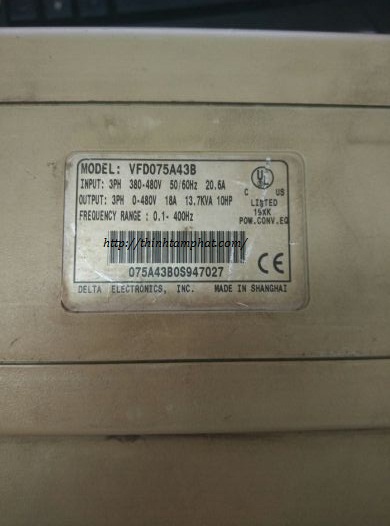 MODEL: VFD075A43B
INPUT: 3PH 380-480V 50/60Hz 20.6A
OUTPUT: 3PH 0-480V 18A 13.7KVA 10HP
FREQUENCY RANGE : 0.1- 400Hz
C UL US
LISTED
19XK
POW.CONV.EQ
http://thinhtamphat.com/
075A43B0S947027
CE
DELTA ELECTRONICS, INC. MADE IN SHANGHAI